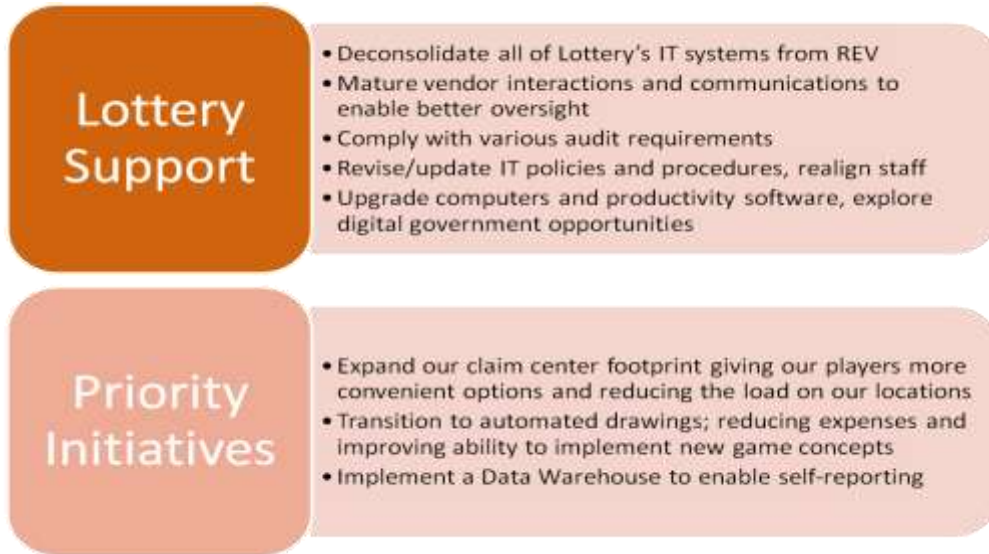 Lottery
Support
• Deconsolidate all of Lottery's IT systems from REV
• Mature vendor interactions and communications to
enable better oversight
• Comply with various audit requirements
• Revise/update IT policies and procedures, realign staff
• Upgrade computers and productivity software, explore
digital government opportunities
Priority
Initiatives
• Expand our claim center footprint giving our players more
convenient options and reducing the load on our locations
• Transition to automated drawings; reducing expenses and
improving ability to implement new game concepts
• Implement a Data Warehouse to enable self-reporting